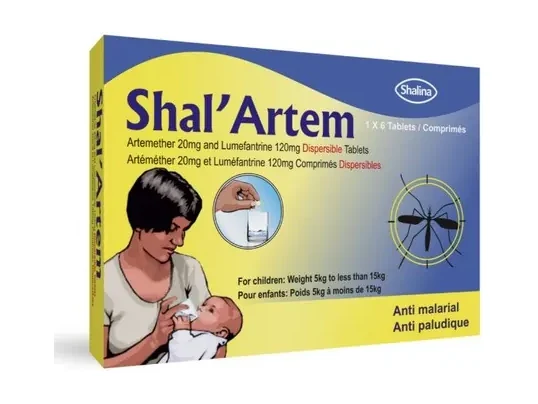 Shalina
Shal'Artem
1 X 6 Tablets / Comprimés
Artemether 20mg and Lumefantrine 120mg Dispersible Tablets
Artéméther 20mg et Luméfantrine 120mg Comprimés Dispersibles
For children: Weight 5kg to less than 15kg
Pour enfants: Poids 5kg à moins de 15kg
Anti malarial
Anti paludique
Shal'Artem